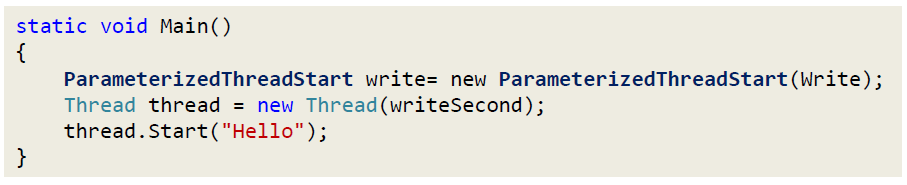 static void Main()
{
    ParameterizedThreadStart write= new ParameterizedThreadStart(Write);
    Thread thread = new Thread(writeSecond);
    thread.Start("Hello");
}